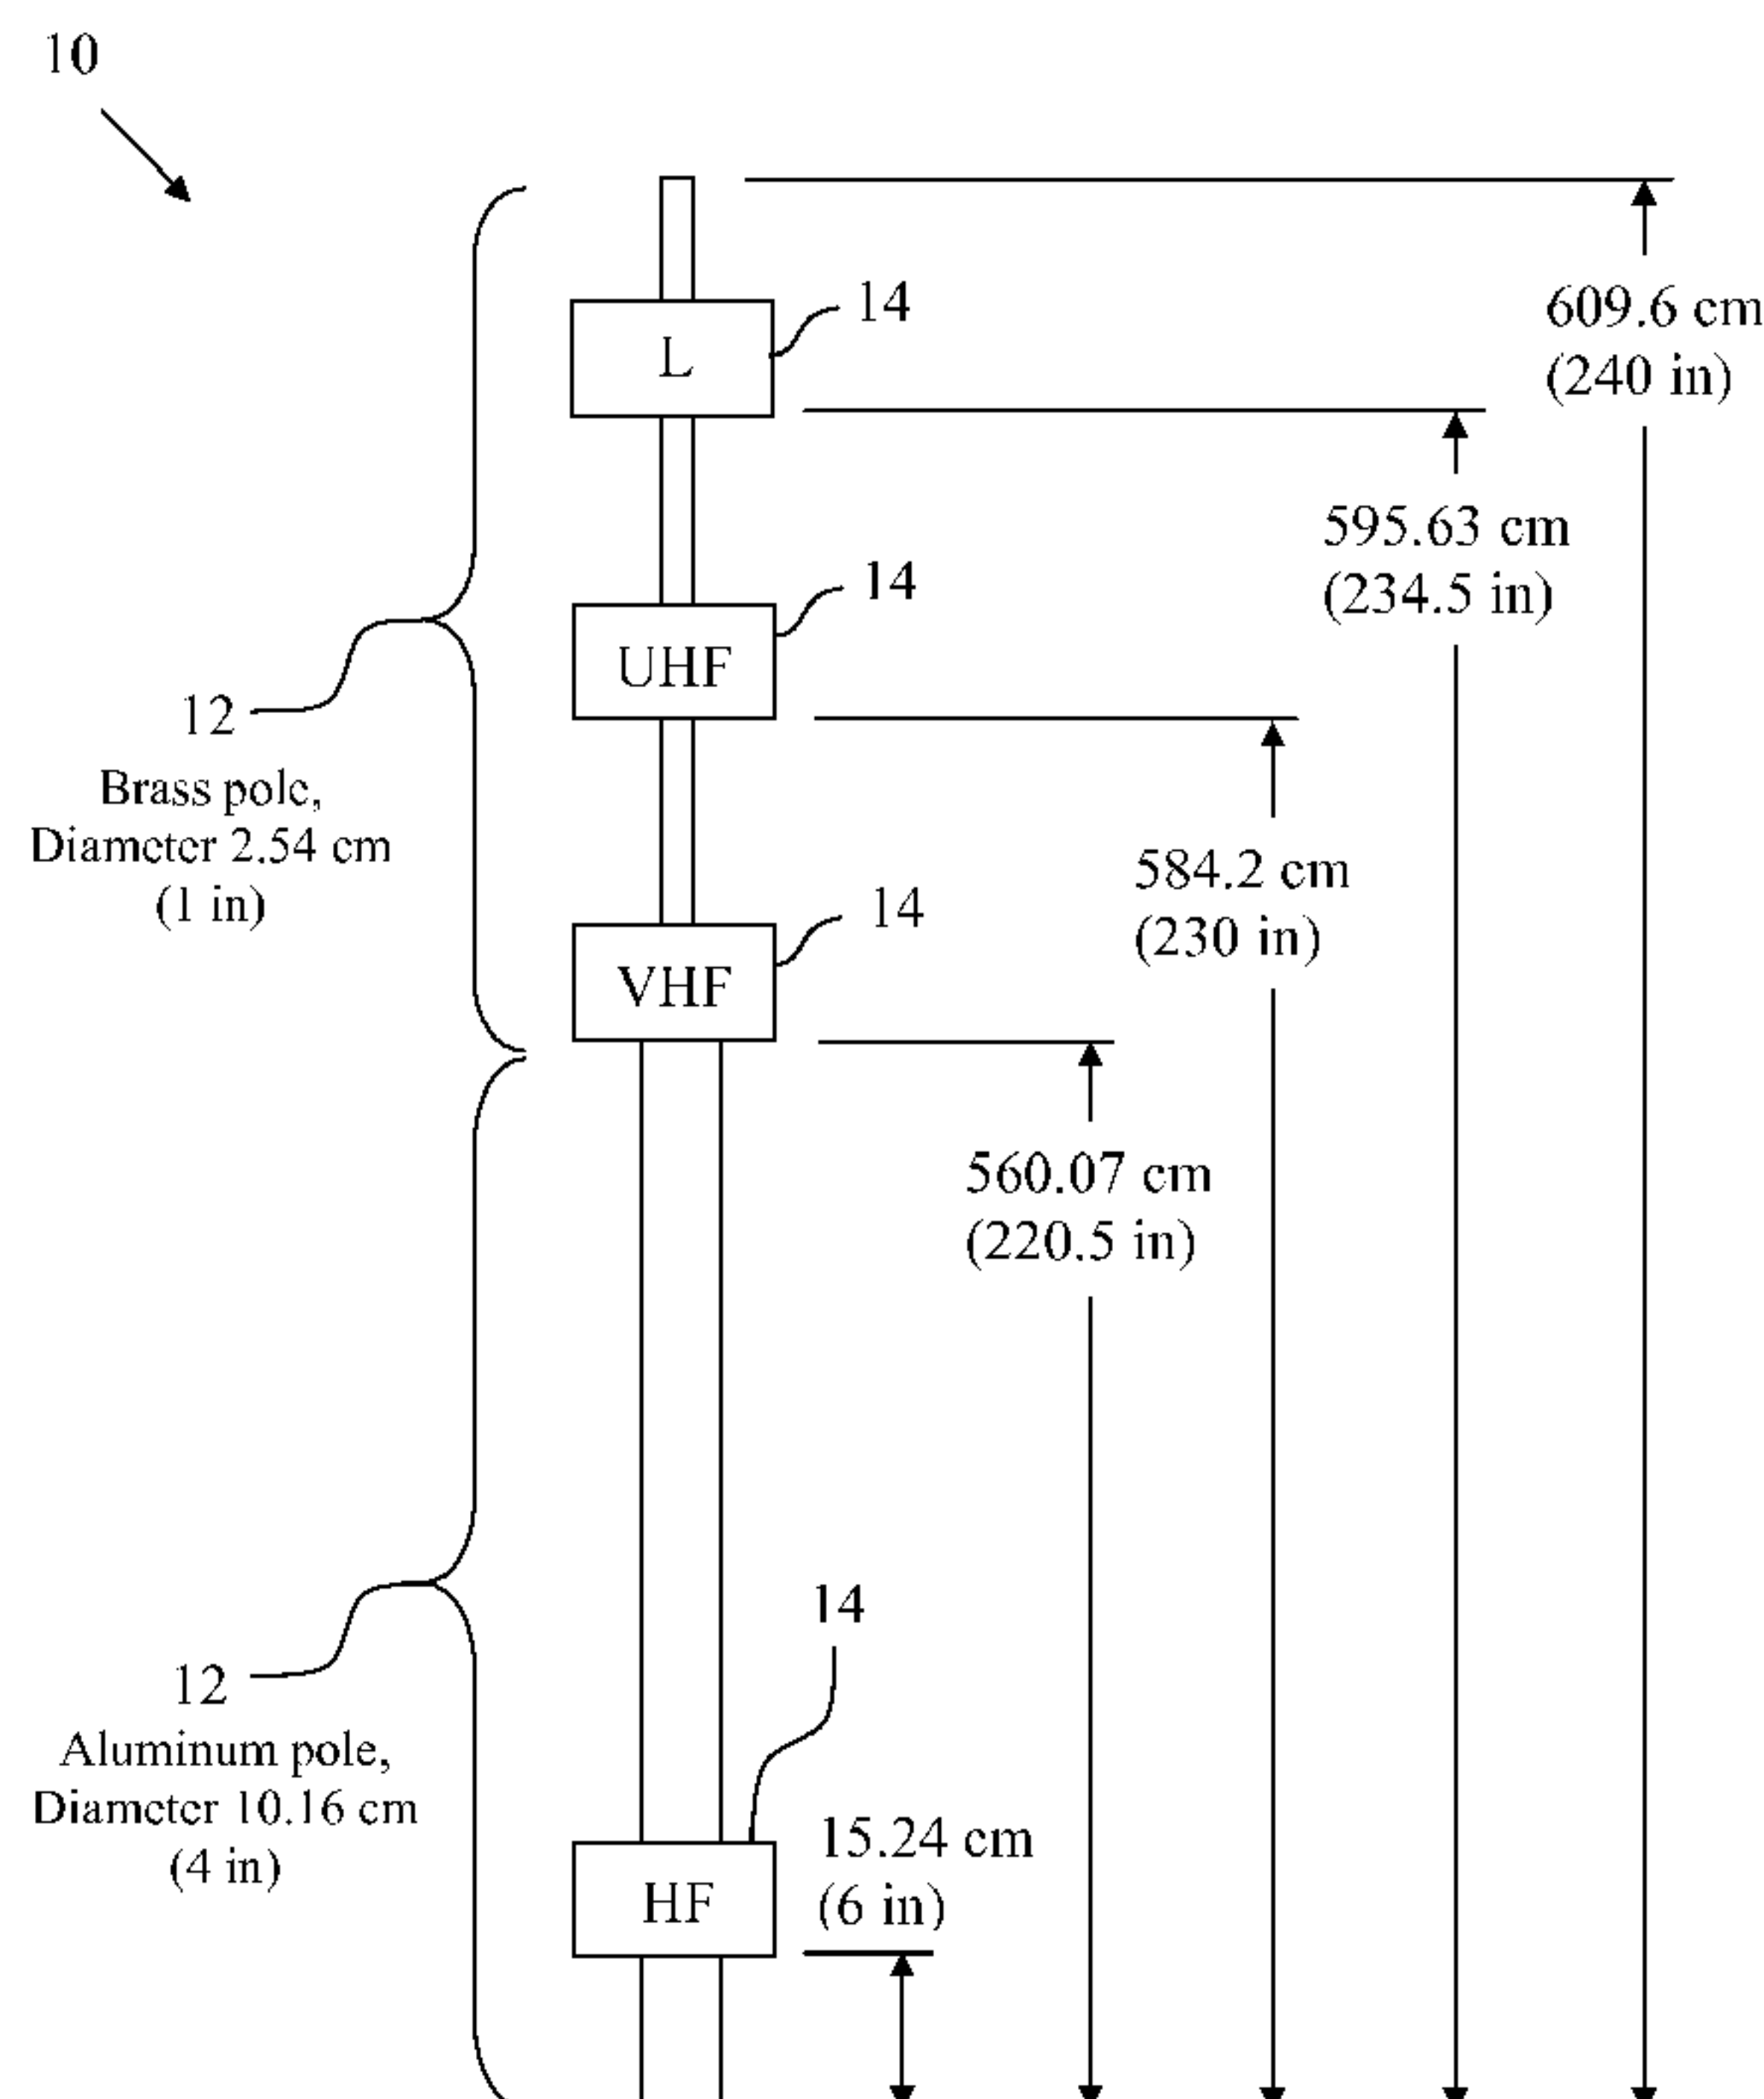 10
14
L
609.6 cm
(240 in)
595.63 cm
(234.5 in)
14
UHF
12
Brass pole,
Diameter 2.54 cm
(1 in)
584.2 cm
(230 in)
14
VHF
560.07 cm
(220.5 in)
14
12
Aluminum pole,
Diameter 10.16 cm
(4 in)
15.24 cm
(6 in)
HF